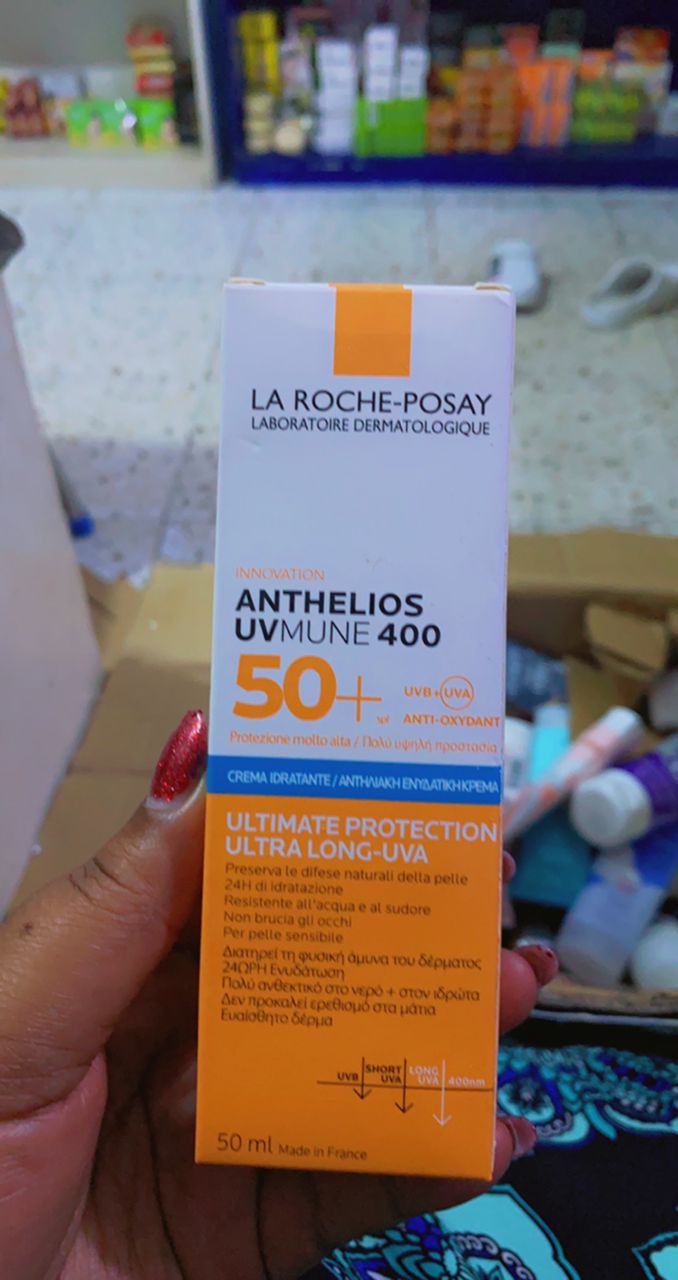 LA ROCHE-POSAY
LABORATOIRE DERMATOLOGIQUE
INNOVATION
ANTHELIOS
UVMUNE 400
50+ spf UVB + UVA
ANTI-OXYDANT
Protezione molto alta / Πολύ υψηλή προστασία
CREMA IDRATANTE / ΑΝΤΗΛΙΑΚΗ ΕΝΥΔΑΤΙΚΗ ΚΡΕΜΑ
ULTIMATE PROTECTION
ULTRA LONG-UVA
Preserva le difese naturali della pelle
24H di idratazione
Resistente all'acqua e al sudore
Non brucia gli occhi
Per pelle sensibile
Διατηρεί τη φυσική άμυνα του δέρματος
24ΩΡΗ Ενυδάτωση
Πολύ ανθεκτικό στο νερό + στον ιδρώτα
Δεν προκαλεί ερεθισμό στα μάτια
Ευαίσθητο δέρμα
UVB SHORT UVA LONG UVA 400nm
50 ml Made in France